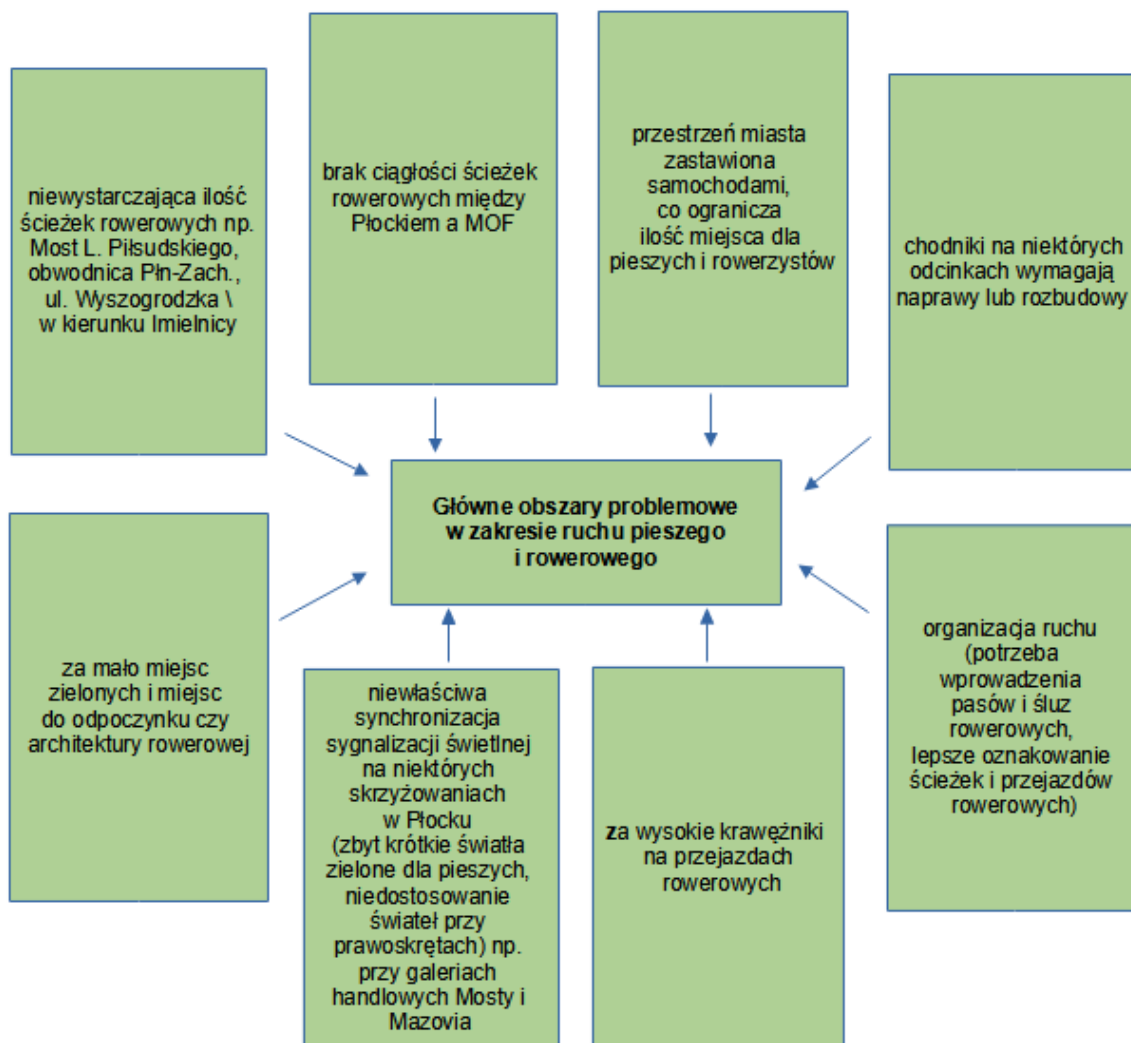 niewystarczająca ilość
ścieżek rowerowych np.
Most L. Piłsudskiego,
obwodnica Płn-Zach.,
ul. Wyszogrodzka \
w kierunku Imielnicy
brak ciągłości ścieżek
rowerowych między
Płockiem a MOF
przestrzeń miasta
zastawiona
samochodami,
co ogranicza
ilość miejsca dla
pieszych i rowerzystów
chodniki na niektórych
odcinkach wymagają
naprawy lub rozbudowy
Główne obszary problemowe
w zakresie ruchu pieszego
i rowerowego
za mało miejsc
zielonych i miejsc
do odpoczynku czy
architektury rowerowej
niewłaściwa
synchronizacja
sygnalizacji świetlnej
na niektórych
skrzyżowaniach
w Płocku
(zbyt krótkie światła
zielone dla pieszych,
niedostosowanie
świateł przy
prawoskrętach) np.
przy galeriach
handlowych Mosty i
Mazovia
za wysokie krawężniki
na przejazdach
rowerowych
organizacja ruchu
(potrzeba
wprowadzenia
pasów i śluz
rowerowych,
lepsze oznakowanie
ścieżek i przejazdów
rowerowych)